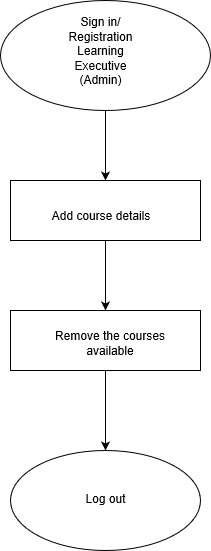 Sign in/
Registration
Learning
Executive
(Admin)
Add course details
Remove the courses
available
Log out